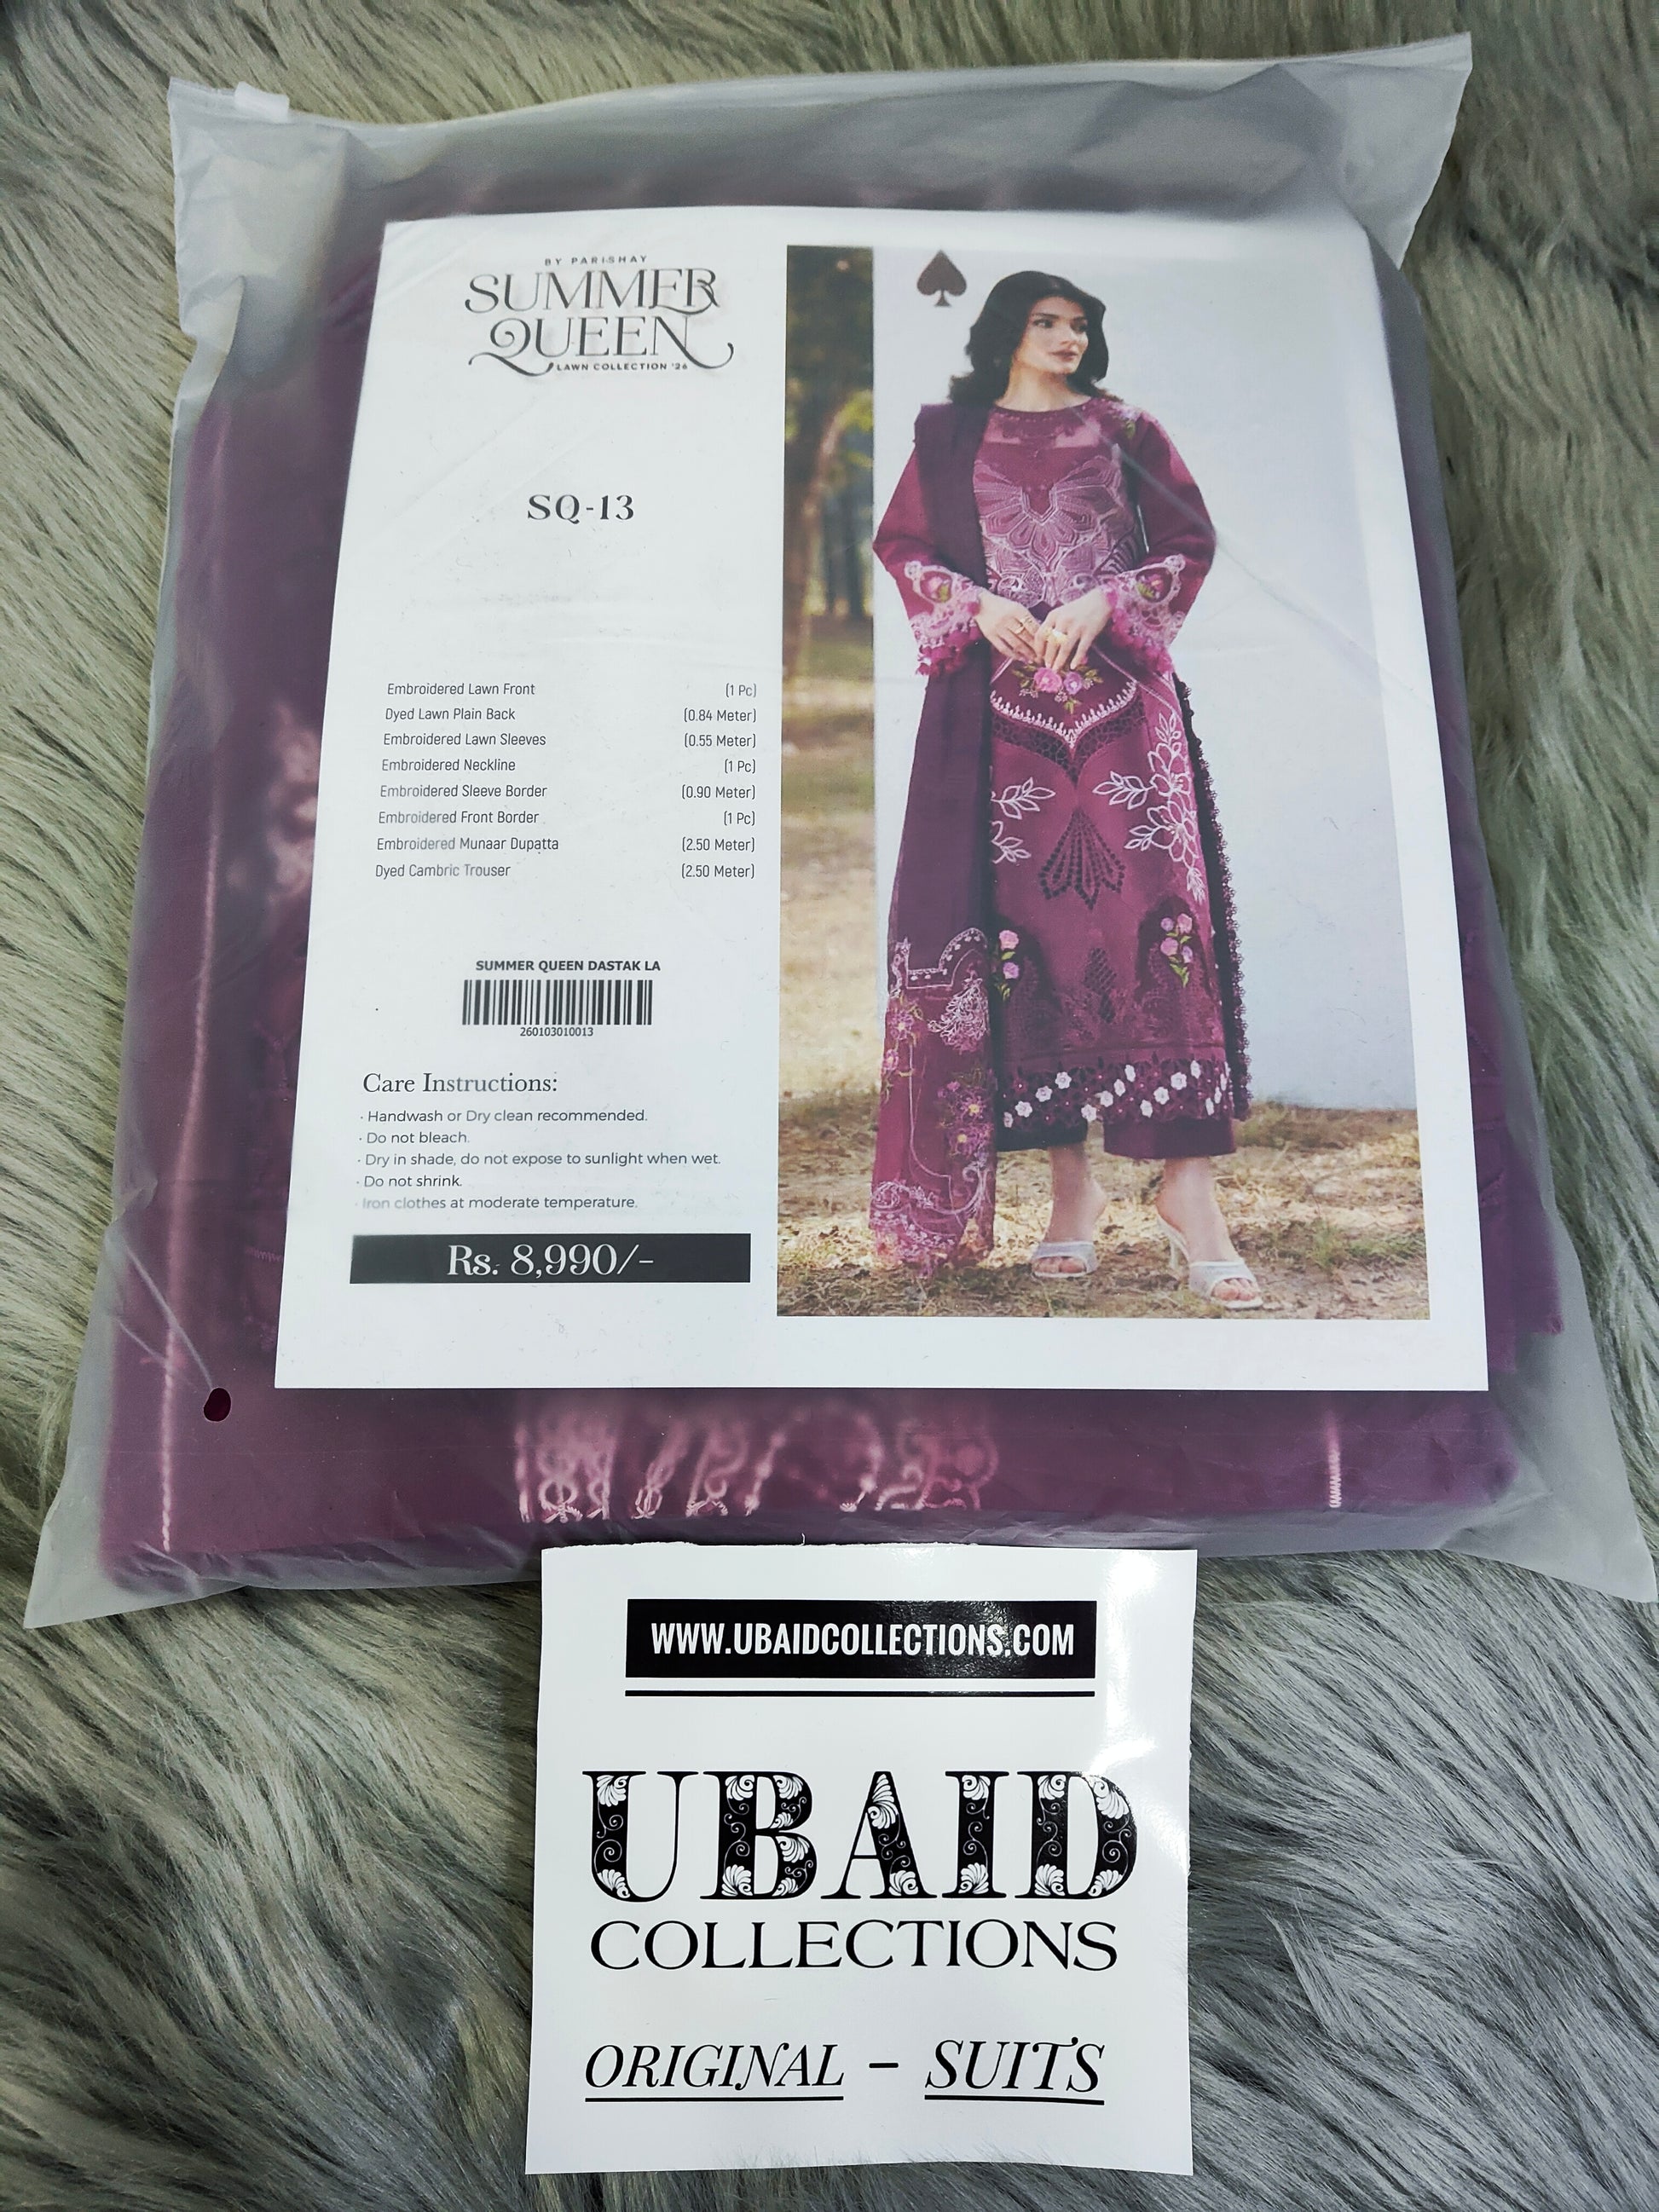 BY PARISHAY
SUMMER
QUEEN
LAWN COLLECTION '26
SQ-13
Embroidered Lawn Front (1 Pc)
Dyed Lawn Plain Back (0.84 Meter)
Embroidered Lawn Sleeves (0.55 Meter)
Embroidered Neckline (1 Pc)
Embroidered Sleeve Border (0.90 Meter)
Embroidered Front Border (1 Pc)
Embroidered Munaar Dupatta (2.50 Meter)
Dyed Cambric Trouser (2.50 Meter)
SUMMER QUEEN DASTAK LA
260103010013
Care Instructions:
· Handwash or Dry clean recommended.
· Do not bleach.
· Dry in shade, do not expose to sunlight when wet.
· Do not shrink.
· Iron clothes at moderate temperature.
Rs. 8,990/-
WWW.UBAIDCOLLECTIONS.COM
UBAID
COLLECTIONS
ORIGINAL - SUITS